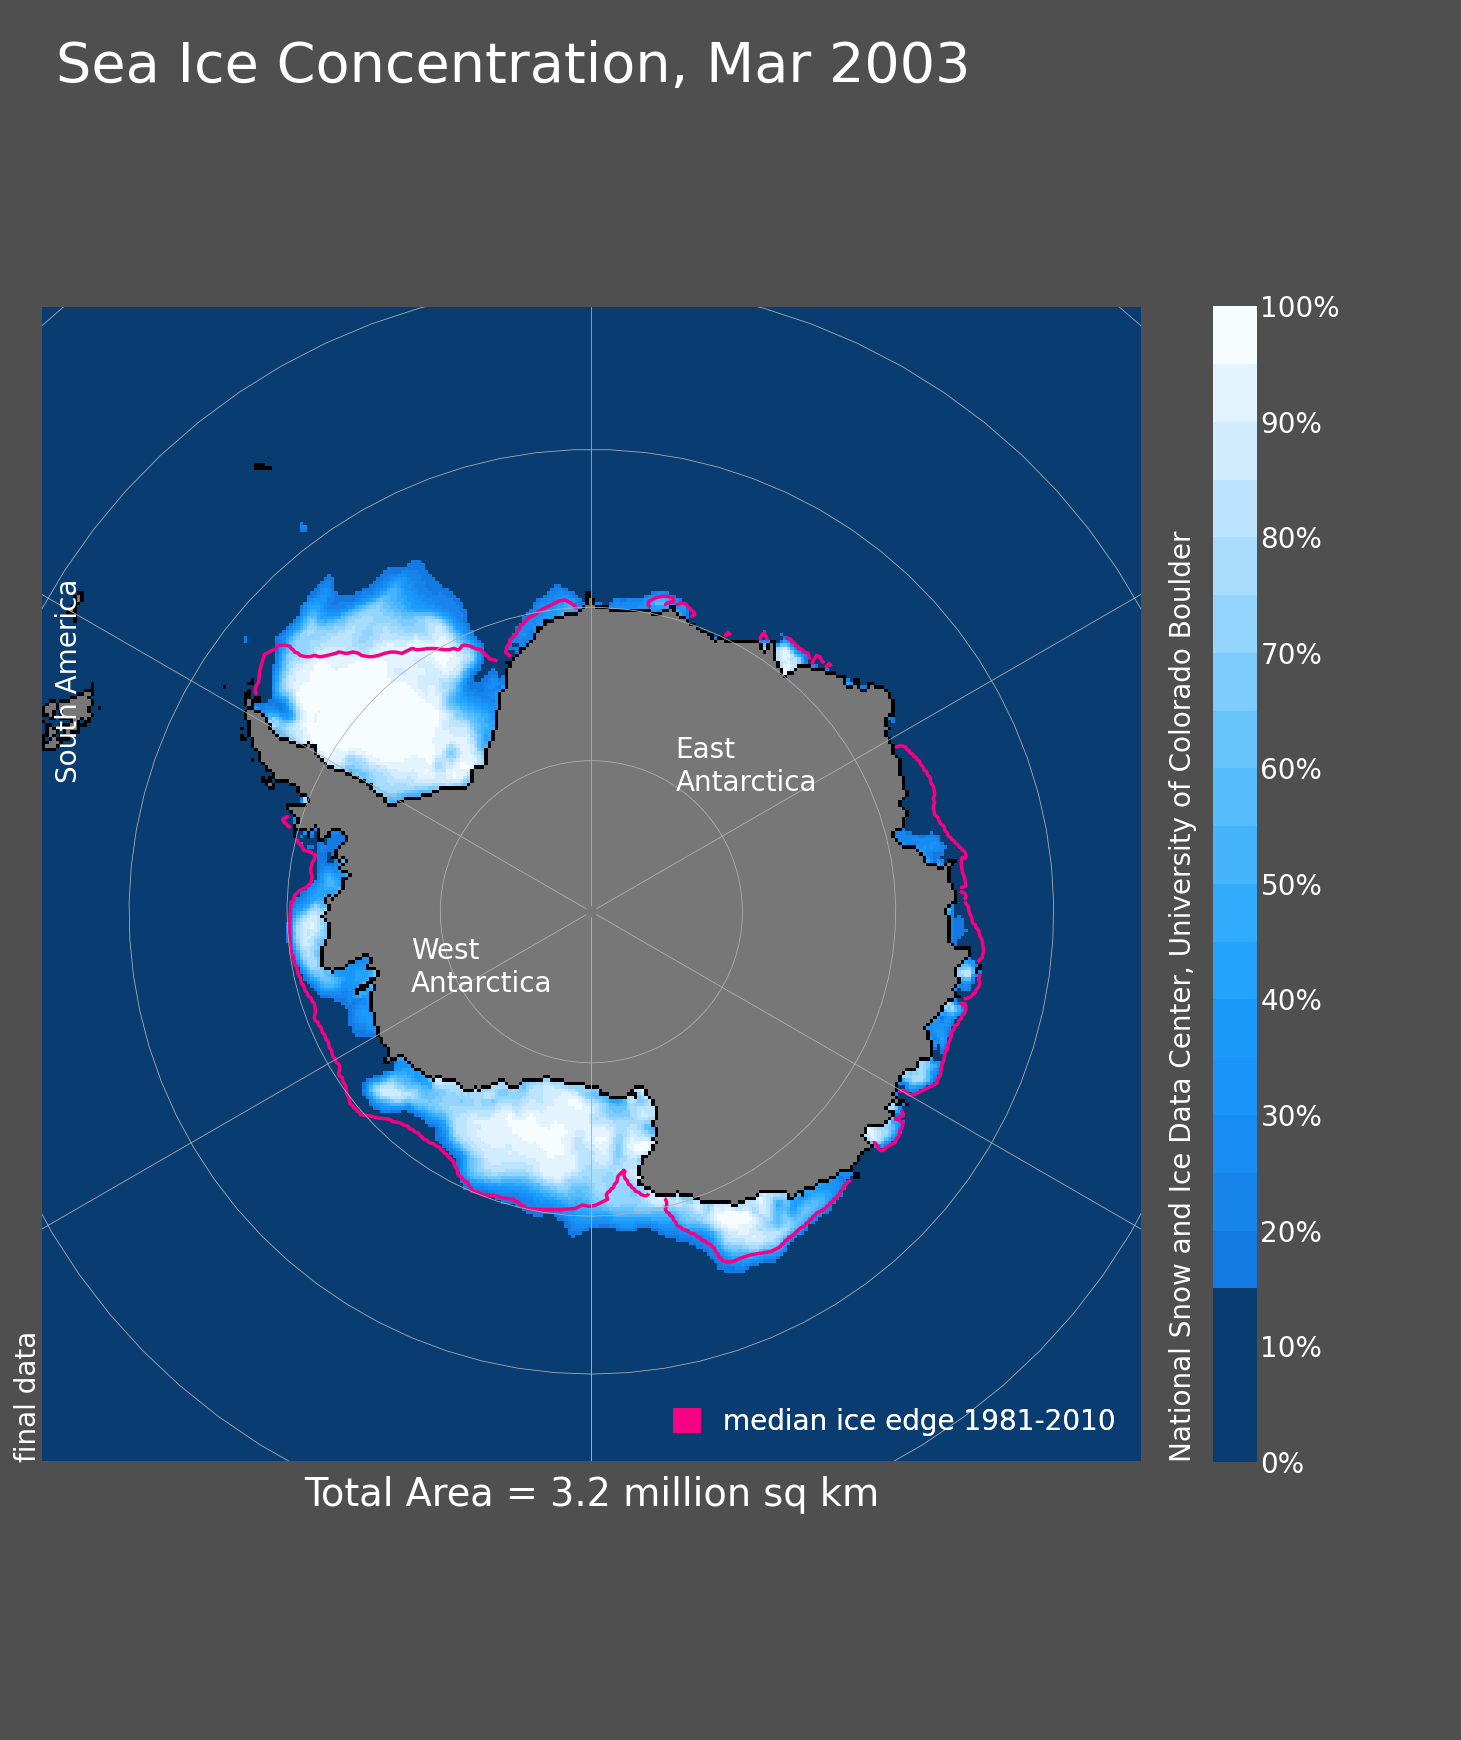 Sea Ice Concentration, Mar 2003
South America
East
Antarctica
West
Antarctica
final data
median ice edge 1981-2010
Total Area = 3.2 million sq km
National Snow and Ice Data Center, University of Colorado Boulder
100%
90%
80%
70%
60%
50%
40%
30%
20%
10%
0%